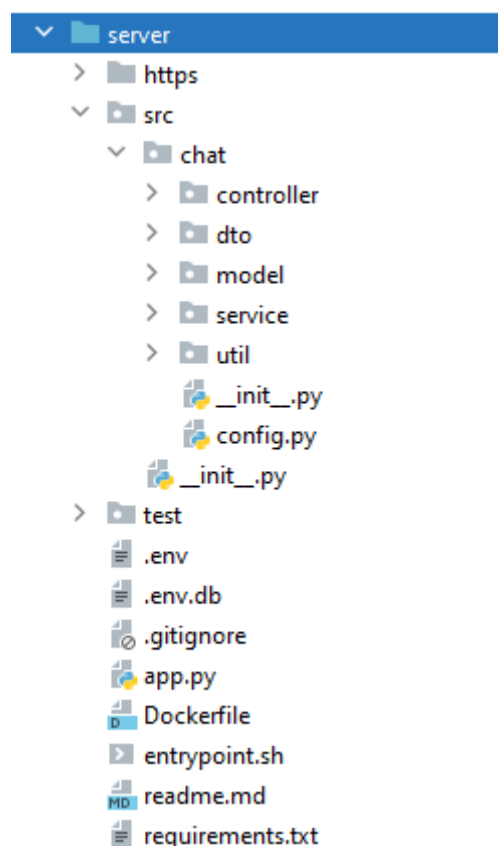 server
https
src
chat
controller
dto
model
service
util
__init__.py
config.py
__init__.py
test
.env
.env.db
.gitignore
app.py
D Dockerfile
entrypoint.sh
MD readme.md
requirements.txt